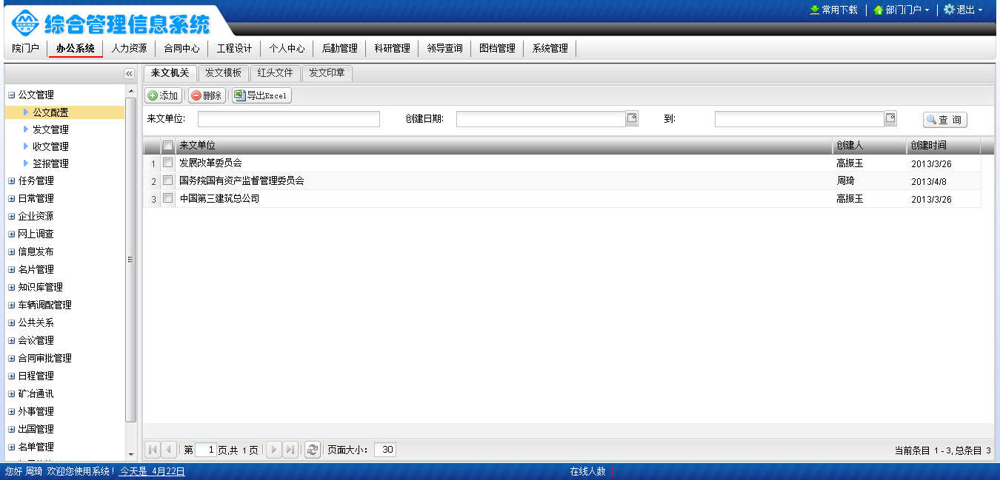 综合管理信息系统
常用下载 部门门户 退出
院门户 办公系统 人力资源 合同中心 工程设计 个人中心 后勤管理 科研管理 领导查询 图档管理 系统管理
公文管理
公文配置
发文管理
收文管理
签报管理
任务管理
日常管理
企业资源
网上调查
信息发布
名片管理
知识库管理
车辆调配管理
公共关系
会议管理
合同审批管理
日程管理
矿冶通讯
外事管理
出国管理
名单管理
来文机关 发文模板 红头文件 发文印章
添加 删除 导出Excel
来文单位: 创建日期: 到: 查 询
来文单位 创建人 创建时间
1 发展改革委员会 高振玉 2013/3/26
2 国务院国有资产监督管理委员会 周琦 2013/4/8
3 中国第三建筑总公司 高振玉 2013/3/26
第 1 页,共 1 页 页面大小: 30 当前条目 1 - 3, 总条目 3
您好 周琦 欢迎您使用系统! 今天是 4月22日 在线人数